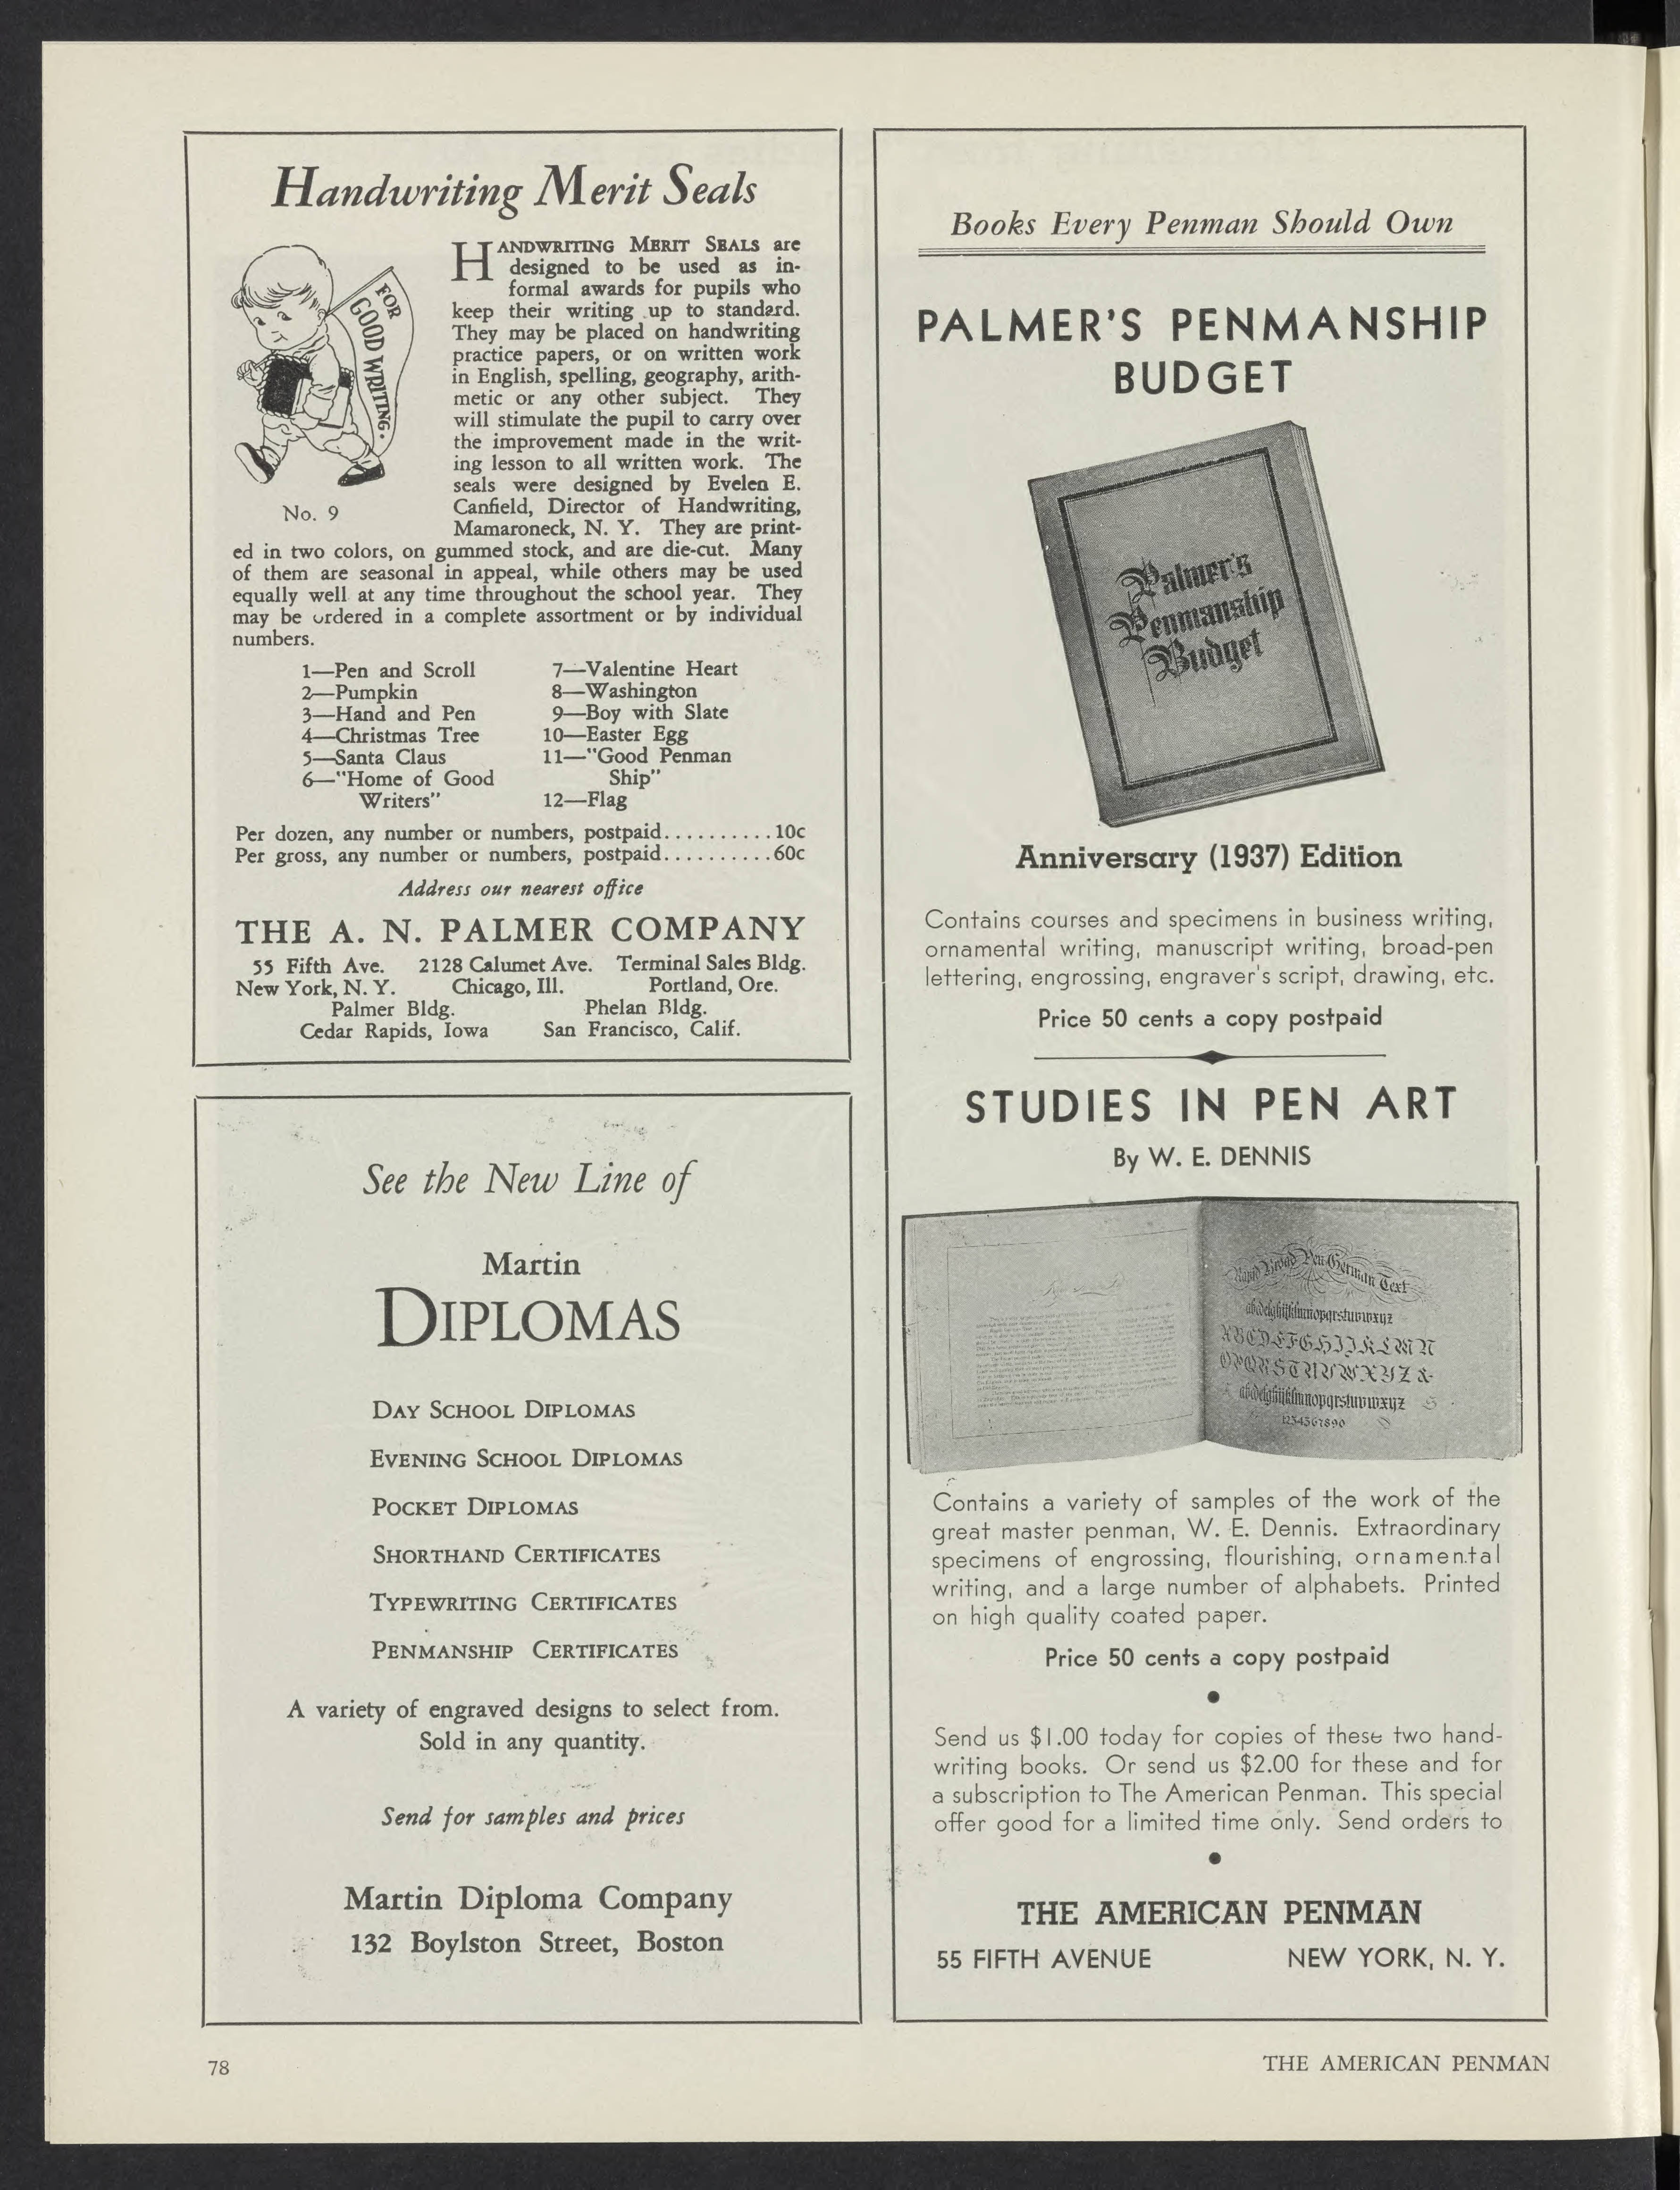 Handwriting Merit Seals
FOR
GOOD WRITING.
No. 9
HANDWRITING MERIT SEALS are
designed to be used as in-
formal awards for pupils who
keep their writing up to standard.
They may be placed on handwriting
practice papers, or on written work
in English, spelling, geography, arith-
metic or any other subject. They
will stimulate the pupil to carry over
the improvement made in the writ-
ing lesson to all written work. The
seals were designed by Evelen E.
Canfield, Director of Handwriting,
Mamaroneck, N. Y. They are print-
ed in two colors, on gummed stock, and are die-cut. Many
of them are seasonal in appeal, while others may be used
equally well at any time throughout the school year. They
may be ordered in a complete assortment or by individual
numbers.
1—Pen and Scroll
2—Pumpkin
3—Hand and Pen
4—Christmas Tree
5—Santa Claus
6—"Home of Good
Writers"
7—Valentine Heart
8—Washington
9—Boy with Slate
10—Easter Egg
11—"Good Penman
Ship"
12—Flag
Per dozen, any number or numbers, postpaid..........10c
Per gross, any number or numbers, postpaid..........60c
Address our nearest office
THE A. N. PALMER COMPANY
55 Fifth Ave. 2128 Calumet Ave. Terminal Sales Bldg.
New York, N. Y. Chicago, Ill. Portland, Ore.
Palmer Bldg. Phelan Bldg.
Cedar Rapids, Iowa San Francisco, Calif.
See the New Line of
Martin
DIPLOMAS
DAY SCHOOL DIPLOMAS
EVENING SCHOOL DIPLOMAS
POCKET DIPLOMAS
SHORTHAND CERTIFICATES
TYPEWRITING CERTIFICATES
PENMANSHIP CERTIFICATES
A variety of engraved designs to select from.
Sold in any quantity.
Send for samples and prices
Martin Diploma Company
132 Boylston Street, Boston
Books Every Penman Should Own
PALMER'S PENMANSHIP
BUDGET
Palmer's
Penmanship
Budget
Anniversary (1937) Edition
Contains courses and specimens in business writing,
ornamental writing, manuscript writing, broad-pen
lettering, engrossing, engraver's script, drawing, etc.
Price 50 cents a copy postpaid
STUDIES IN PEN ART
By W. E. DENNIS
Rapid Broad Pen German Text
abcdefghijklmnopqrstuvwxyz
ABCDEFGHIJKLMN
OPQRSTUVWXYZ &
abcdefghijklmnopqrstuvwxyz
1234567890
Contains a variety of samples of the work of the
great master penman, W. E. Dennis. Extraordinary
specimens of engrossing, flourishing, ornamental
writing, and a large number of alphabets. Printed
on high quality coated paper.
Price 50 cents a copy postpaid
Send us $1.00 today for copies of these two hand-
writing books. Or send us $2.00 for these and for
a subscription to The American Penman. This special
offer good for a limited time only. Send orders to
THE AMERICAN PENMAN
55 FIFTH AVENUE NEW YORK, N. Y.
78
THE AMERICAN PENMAN